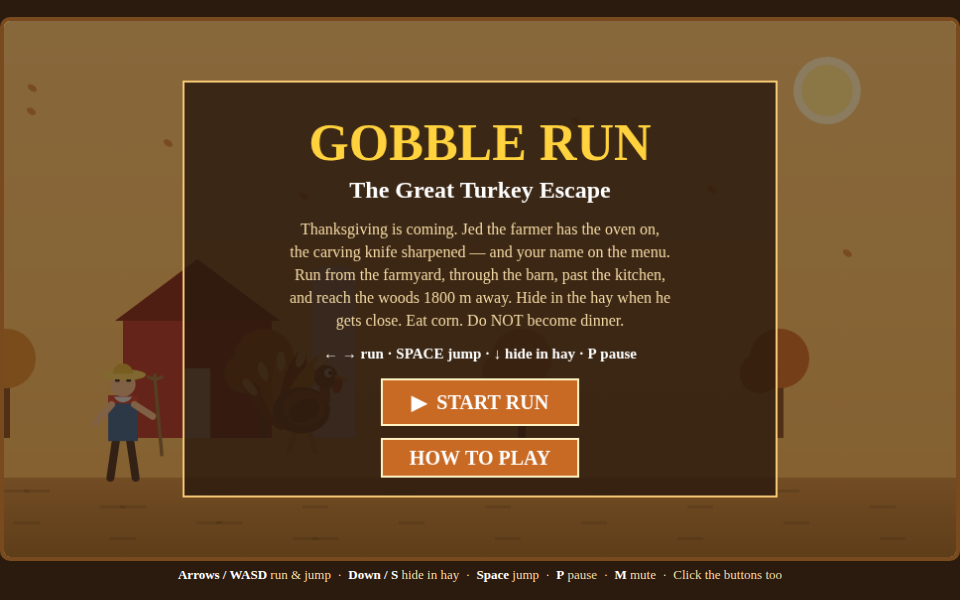 GOBBLE RUN
The Great Turkey Escape
Thanksgiving is coming. Jed the farmer has the oven on,
the carving knife sharpened — and your name on the menu.
Run from the farmyard, through the barn, past the kitchen,
and reach the woods 1800 m away. Hide in the hay when he
gets close. Eat corn. Do NOT become dinner.
← → run · SPACE jump · ↓ hide in hay · P pause
▶ START RUN
HOW TO PLAY
Arrows / WASD run & jump · Down / S hide in hay · Space jump · P pause · M mute · Click the buttons too